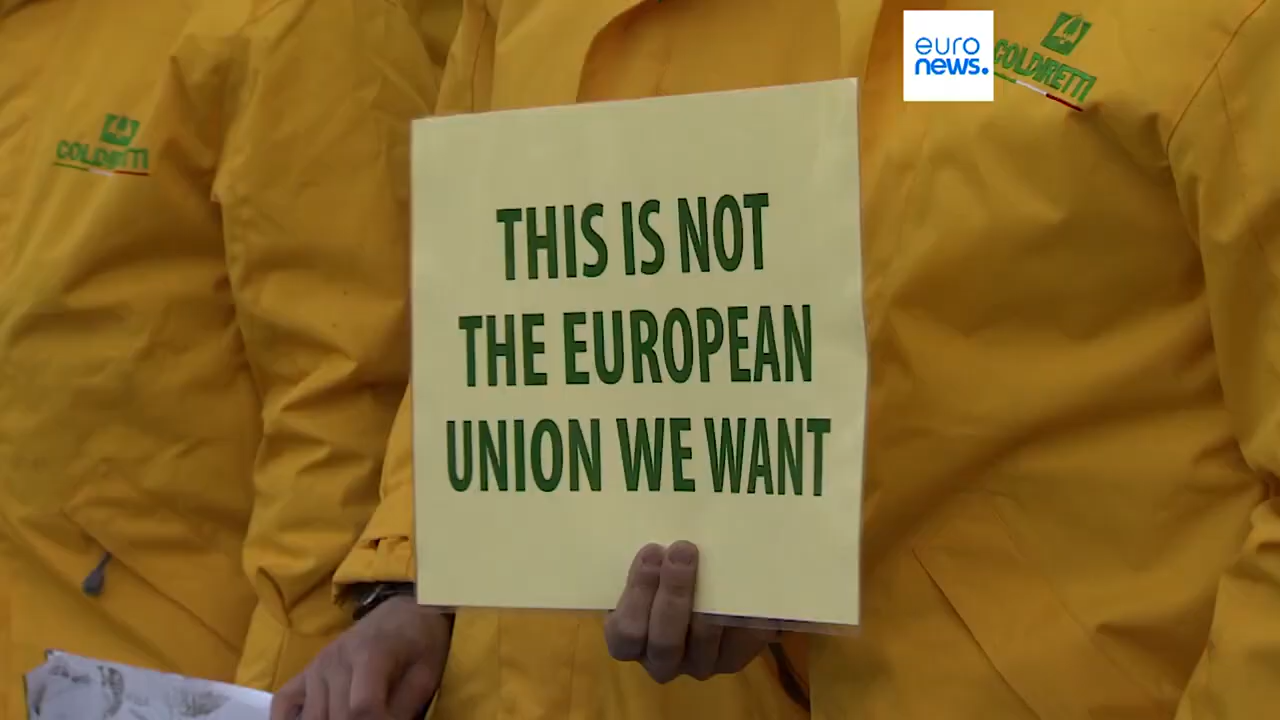 euro
news.
COLDIRETTI
COLDIRETTI
THIS IS NOT
THE EUROPEAN
UNION WE WANT